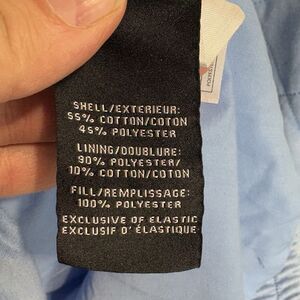 SHELL/EXTERIEUR:
55% COTTON/COTON
45% POLYESTER
LINING/DOUBLURE:
90% POLYESTER/
10% COTTON/COTON
FILL/REMPLISSAGE:
100% POLYESTER
EXCLUSIVE OF ELASTIC
EXCLUSIF D' ÉLASTIQUE